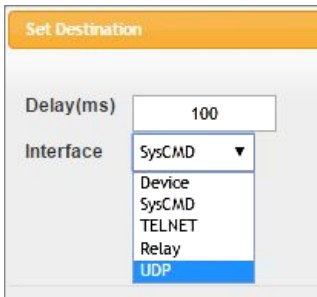 Set Destination
Delay(ms) 100
Interface SysCMD
Device
SysCMD
TELNET
Relay
UDP